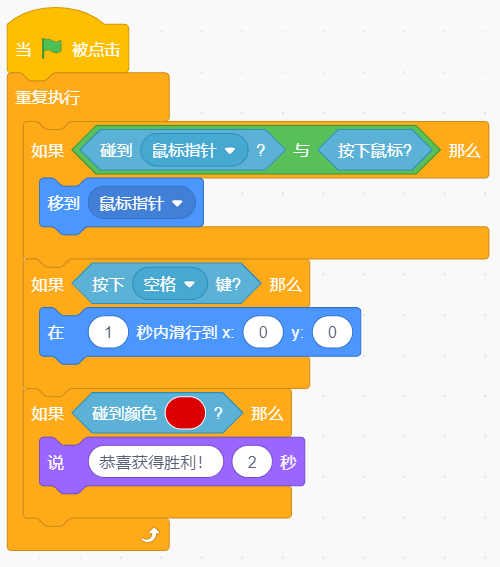 当 被点击
重复执行
如果 碰到 鼠标指针 ? 与 按下鼠标? 那么
移到 鼠标指针
如果 按下 空格 键? 那么
在 1 秒内滑行到 x: 0 y: 0
如果 碰到颜色 ? 那么
说 恭喜获得胜利! 2 秒